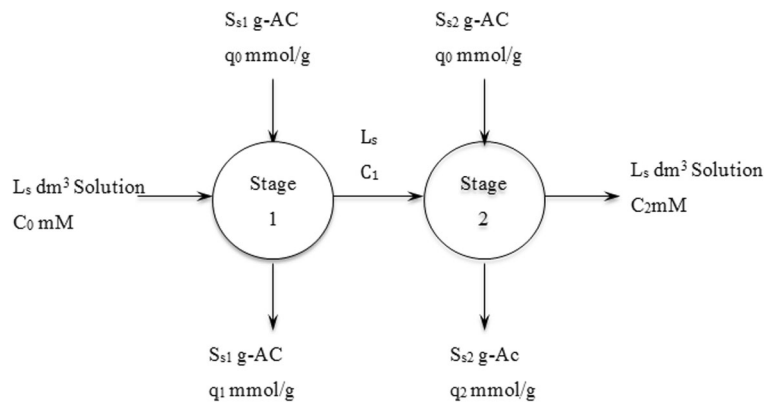 Ss1 g-AC
q0 mmol/g
Ss2 g-AC
q0 mmol/g
Ls dm³ Solution
C0 mM
Stage
1
Ls
C1
Stage
2
Ls dm³ Solution
C2mM
Ss1 g-AC
q1 mmol/g
Ss2 g-Ac
q2 mmol/g